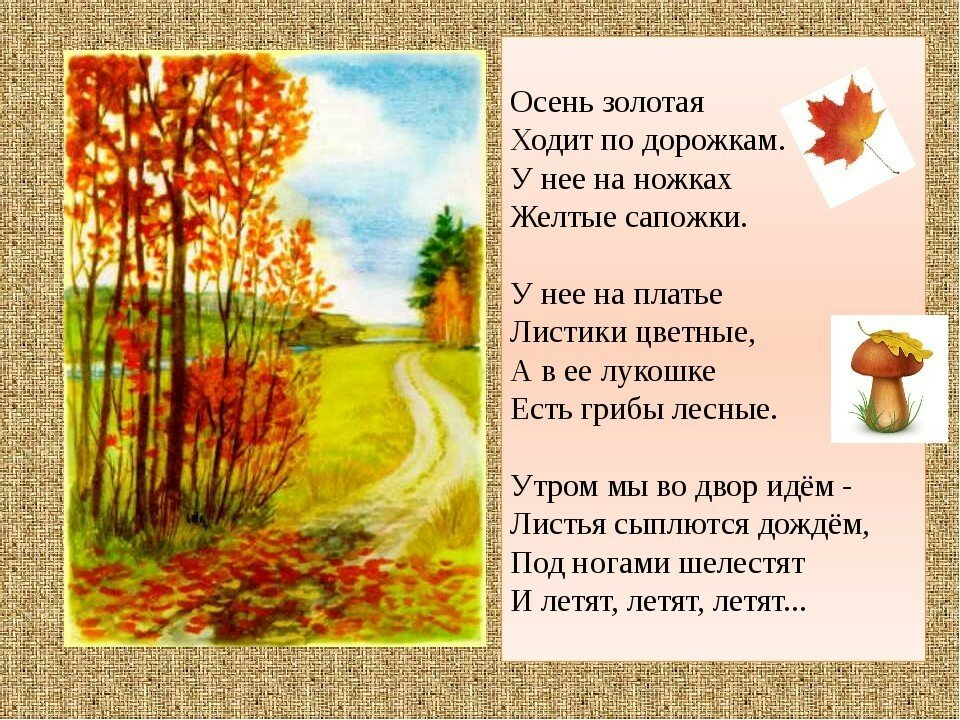 Осень золотая
Ходит по дорожкам.
У нее на ножках
Желтые сапожки.
У нее на платье
Листики цветные,
А в ее лукошке
Есть грибы лесные.
Утром мы во двор идём -
Листья сыплются дождём,
Под ногами шелестят
И летят, летят, летят...